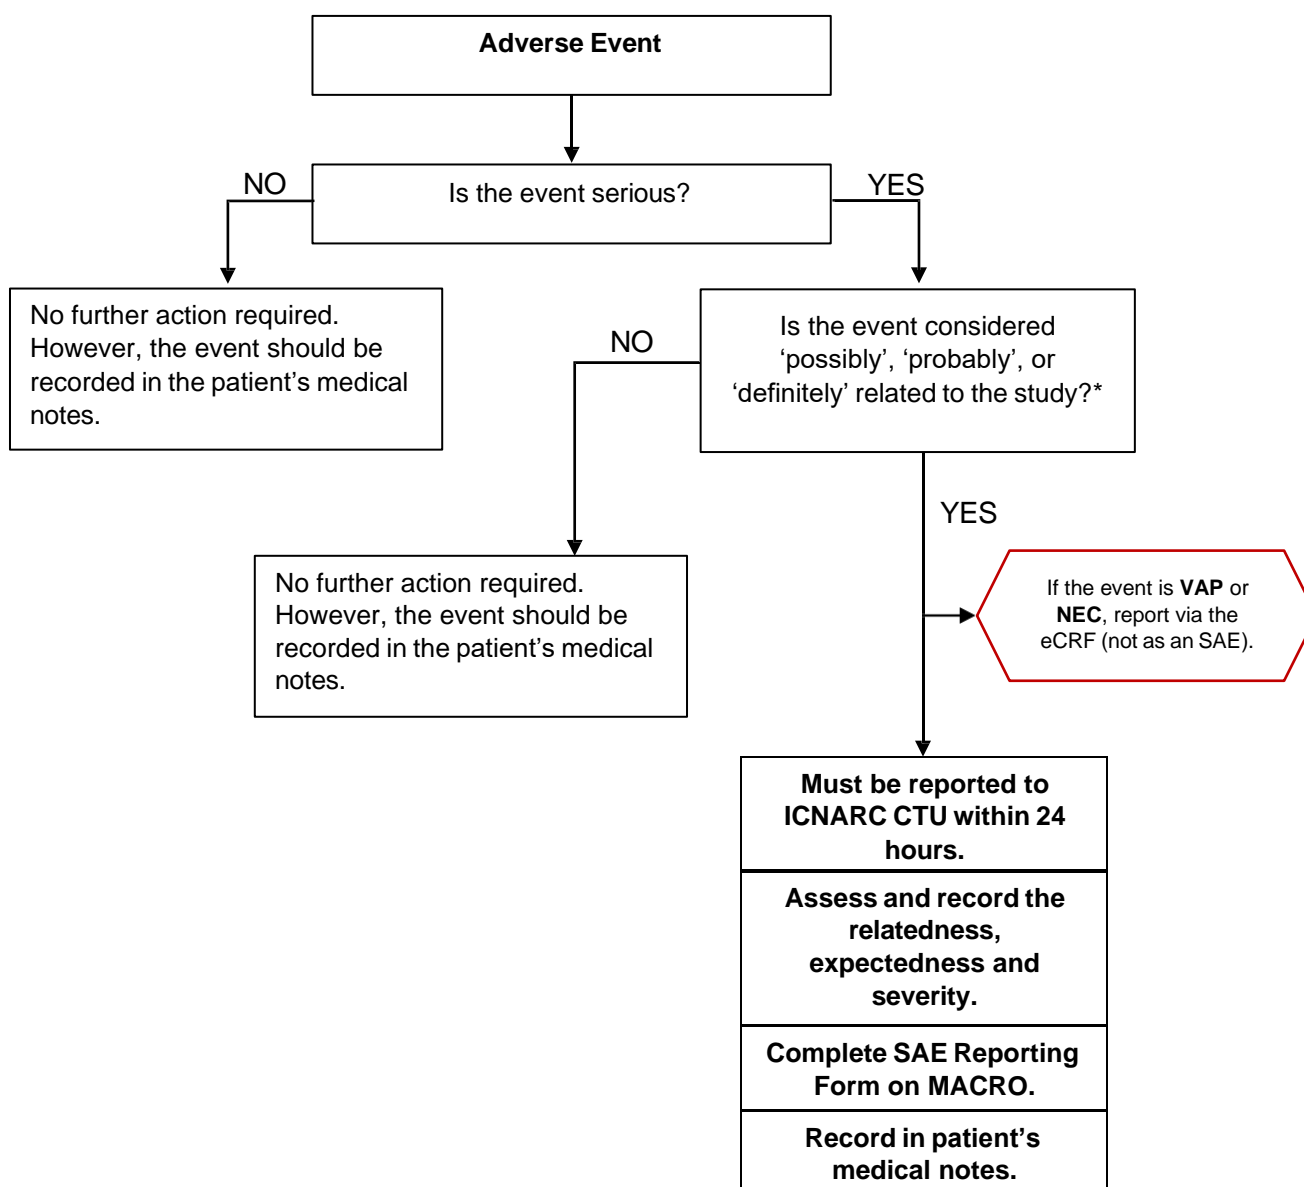 Adverse Event
Is the event serious?
NO
YES
No further action required.
However, the event should be
recorded in the patient’s medical
notes.
Is the event considered
‘possibly’, ‘probably’, or
‘definitely’ related to the study?*
NO
YES
No further action required.
However, the event should be
recorded in the patient’s medical
notes.
If the event is VAP or
NEC, report via the
eCRF (not as an SAE).
Must be reported to
ICNARC CTU within 24
hours.
Assess and record the
relatedness,
expectedness and
severity.
Complete SAE Reporting
Form on MACRO.
Record in patient’s
medical notes.